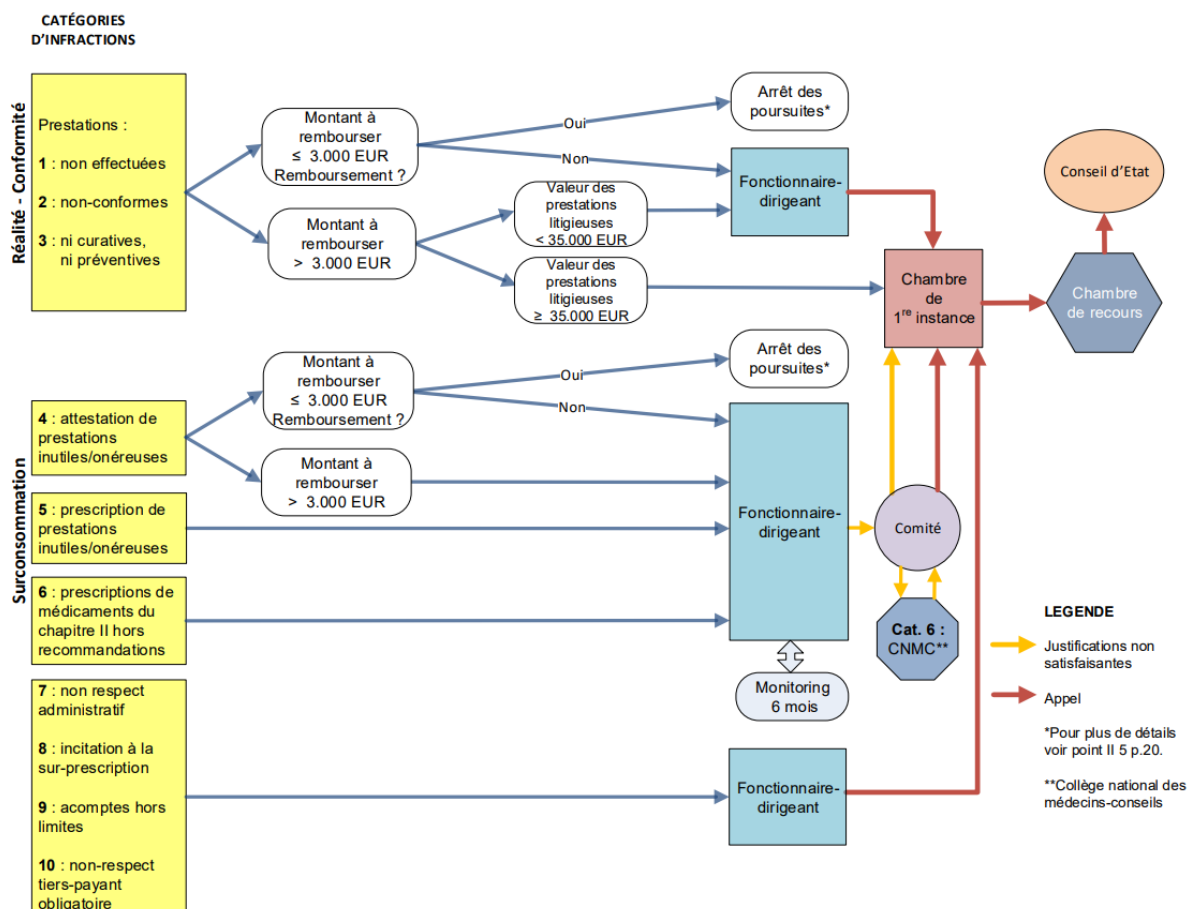 CATÉGORIES
D'INFRACTIONS
Réalité - Conformité
Prestations :
1 : non effectuées
2 : non-conformes
3 : ni curatives,
ni préventives
Montant à
rembourser
≤ 3.000 EUR
Remboursement ?
Oui
Non
Arrêt des
poursuites*
Montant à
rembourser
> 3.000 EUR
Valeur des
prestations
litigieuses
< 35.000 EUR
Valeur des
prestations
litigieuses
≥ 35.000 EUR
Fonctionnaire-
dirigeant
Chambre
de
1re instance
Conseil d'Etat
Chambre
de recours
Surconsommation
4 : attestation de
prestations
inutiles/onéreuses
Montant à
rembourser
≤ 3.000 EUR
Remboursement ?
Oui
Non
Arrêt des
poursuites*
Montant à
rembourser
> 3.000 EUR
5 : prescription de
prestations
inutiles/onéreuses
6 : prescriptions de
médicaments du
chapitre II hors
recommandations
Fonctionnaire-
dirigeant
Comité
Cat. 6 :
CNMC**
Monitoring
6 mois
7 : non respect
administratif
8 : incitation à la
sur-prescription
9 : acomptes hors
limites
10 : non-respect
tiers-payant
obligatoire
Fonctionnaire-
dirigeant
LEGENDE
Justifications non
satisfaisantes
Appel
*Pour plus de détails
voir point II 5 p.20.
**Collège national des
médecins-conseils